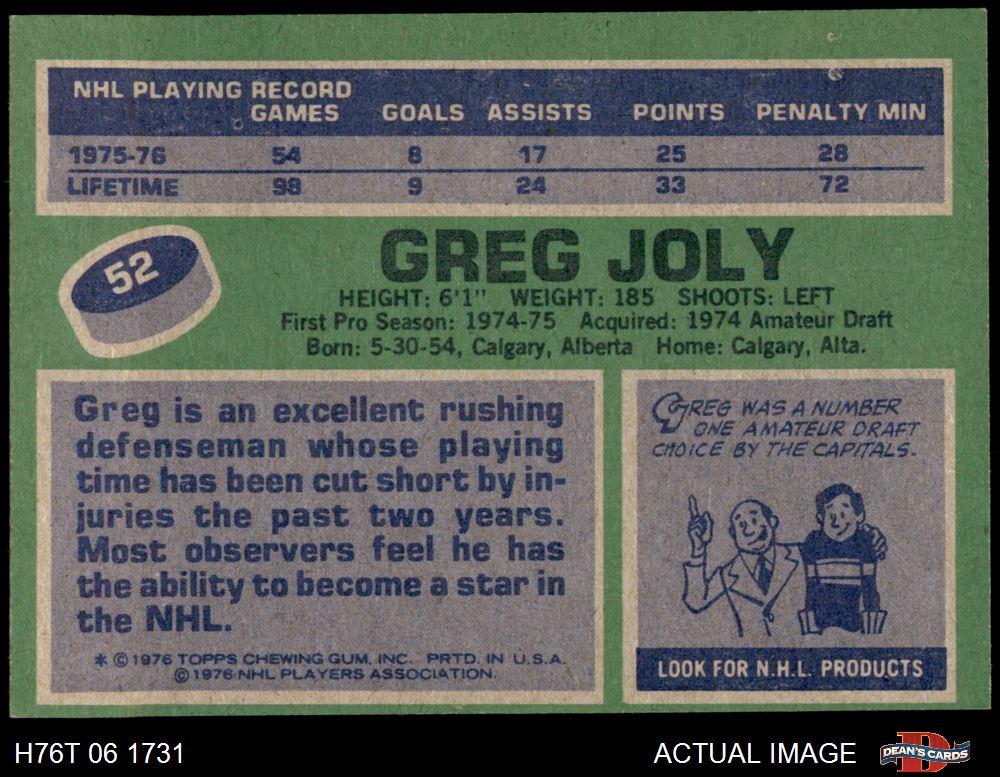 NHL PLAYING RECORD
GAMES GOALS ASSISTS POINTS PENALTY MIN
1975-76 54 8 17 25 28
LIFETIME 98 9 24 33 72
52
GREG JOLY
HEIGHT: 6'1" WEIGHT: 185 SHOOTS: LEFT
First Pro Season: 1974-75 Acquired: 1974 Amateur Draft
Born: 5-30-54, Calgary, Alberta Home: Calgary, Alta.
Greg is an excellent rushing
defenseman whose playing
time has been cut short by in-
juries the past two years.
Most observers feel he has
the ability to become a star in
the NHL.
* © 1976 TOPPS CHEWING GUM, INC. PRTD. IN U.S.A.
© 1976 NHL PLAYERS ASSOCIATION.
GREG WAS A NUMBER
ONE AMATEUR DRAFT
CHOICE BY THE CAPITALS.
LOOK FOR N.H.L. PRODUCTS
H76T 06 1731
ACTUAL IMAGE
D
DEAN'S CARDS